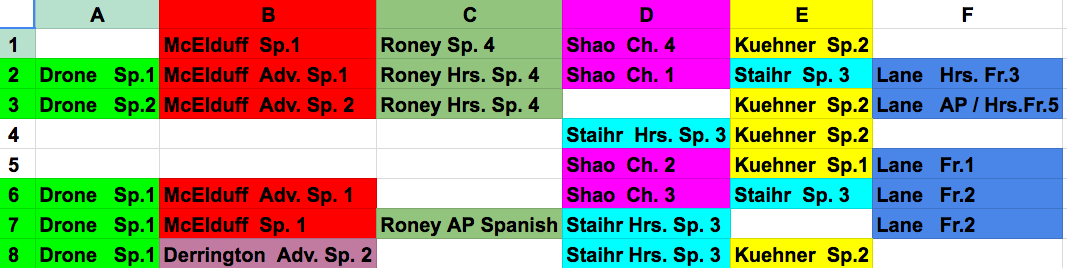 A B C D E F
1 McElduff Sp.1 Roney Sp. 4 Shao Ch. 4 Kuehner Sp.2
2 Drone Sp.1 McElduff Adv. Sp.1 Roney Hrs. Sp. 4 Shao Ch. 1 Staihr Sp. 3 Lane Hrs. Fr.3
3 Drone Sp.2 McElduff Adv. Sp. 2 Roney Hrs. Sp. 4 Kuehner Sp.2 Lane AP / Hrs.Fr.5
4 Staihr Hrs. Sp. 3 Kuehner Sp.2
5 Shao Ch. 2 Kuehner Sp.1 Lane Fr.1
6 Drone Sp.1 McElduff Adv. Sp. 1 Shao Ch. 3 Staihr Sp. 3 Lane Fr.2
7 Drone Sp.1 McElduff Sp. 1 Roney AP Spanish Staihr Hrs. Sp. 3 Lane Fr.2
8 Drone Sp.1 Derrington Adv. Sp. 2 Staihr Hrs. Sp. 3 Kuehner Sp.2